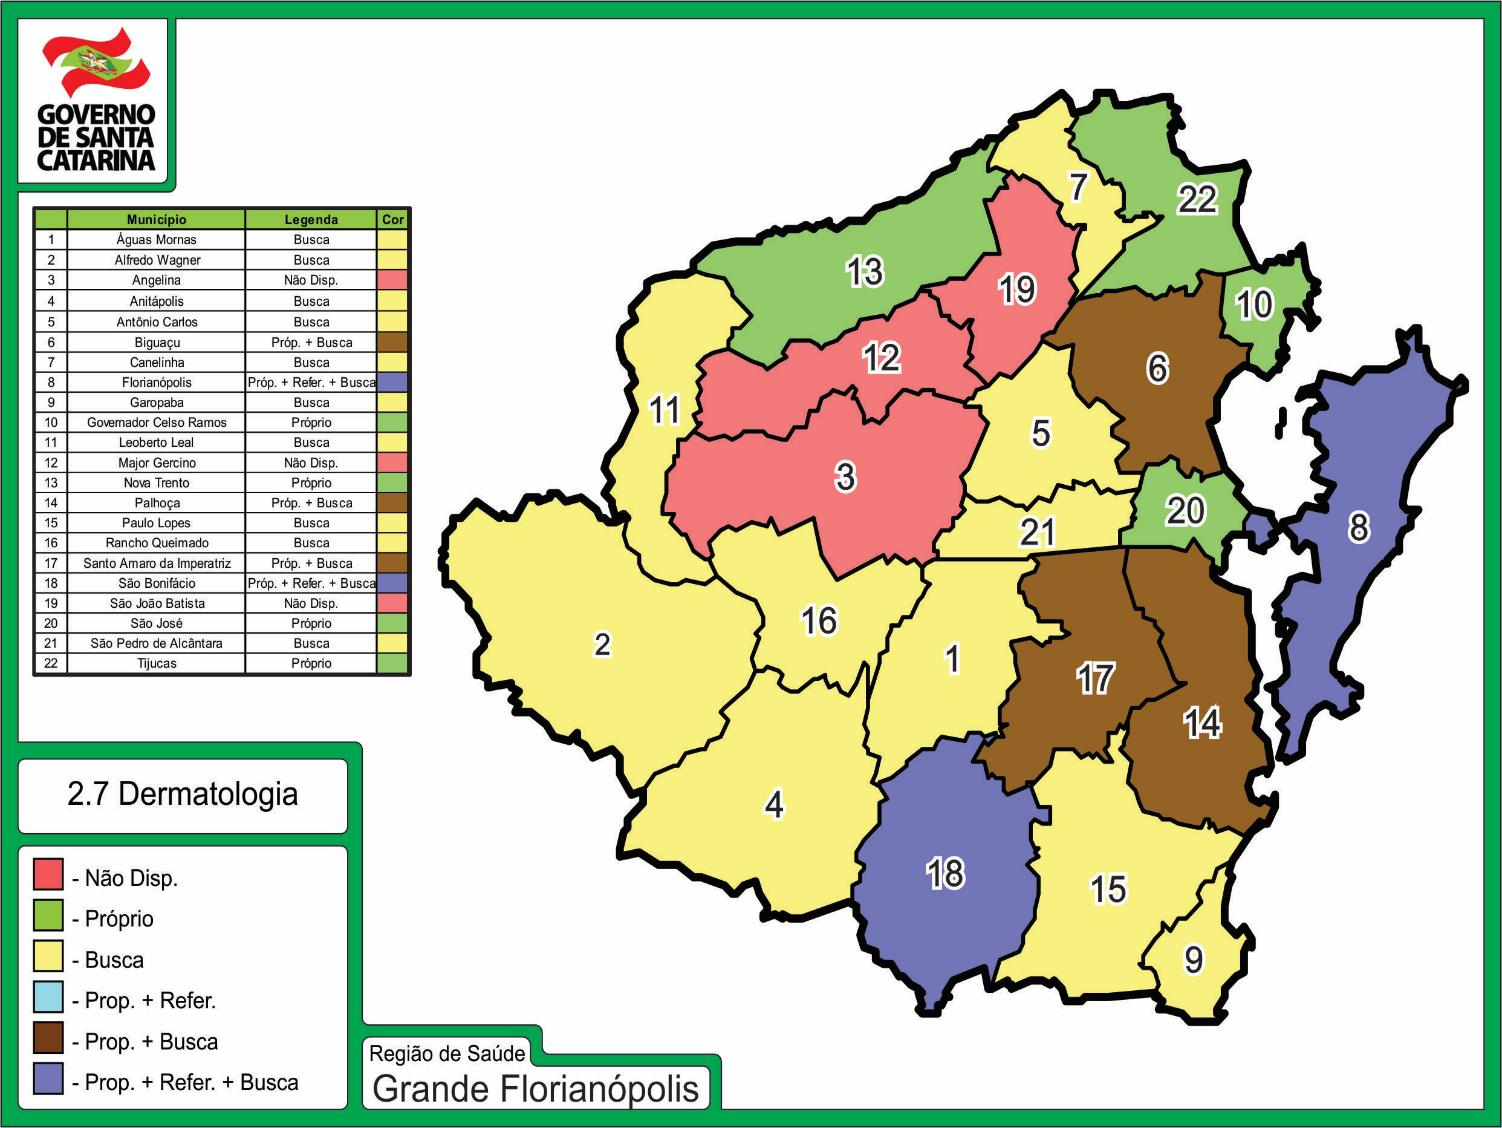 GOVERNO
DE SANTA
CATARINA
Município Legenda Cor
1 Águas Mornas Busca
2 Alfredo Wagner Busca
3 Angelina Não Disp.
4 Anitápolis Busca
5 Antônio Carlos Busca
6 Biguaçu Próp. + Busca
7 Canelinha Busca
8 Florianópolis Próp. + Refer. + Busca
9 Garopaba Busca
10 Governador Celso Ramos Próprio
11 Leoberto Leal Busca
12 Major Gercino Não Disp.
13 Nova Trento Próprio
14 Palhoça Próp. + Busca
15 Paulo Lopes Busca
16 Rancho Queimado Busca
17 Santo Amaro da Imperatriz Próp. + Busca
18 São Bonifácio Próp. + Refer. + Busca
19 São João Batista Não Disp.
20 São José Próprio
21 São Pedro de Alcântara Busca
22 Tijucas Próprio
7
22
13
19
10
12
6
11
5
3
20
21
8
16
2
1
17
14
4
18
15
9
2.7 Dermatologia
- Não Disp.
- Próprio
- Busca
- Prop. + Refer.
- Prop. + Busca
- Prop. + Refer. + Busca
Região de Saúde
Grande Florianópolis